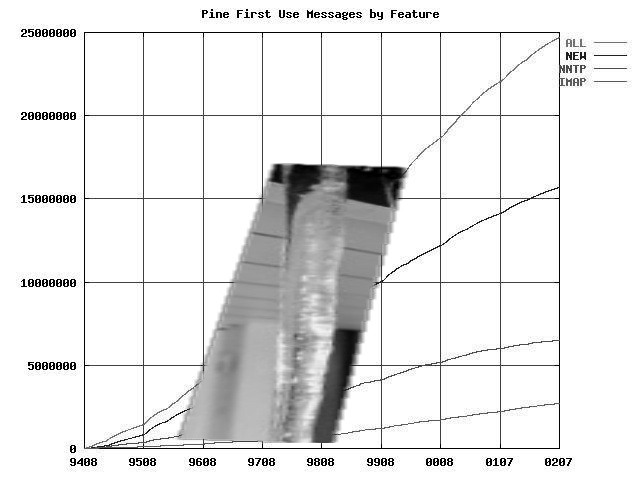 Pine First Use Messages by Feature
25000000
20000000
15000000
10000000
5000000
0
9408 9508 9608 9708 9808 9908 0008 0107 0207
ALL
NEW
NNTP
IMAP